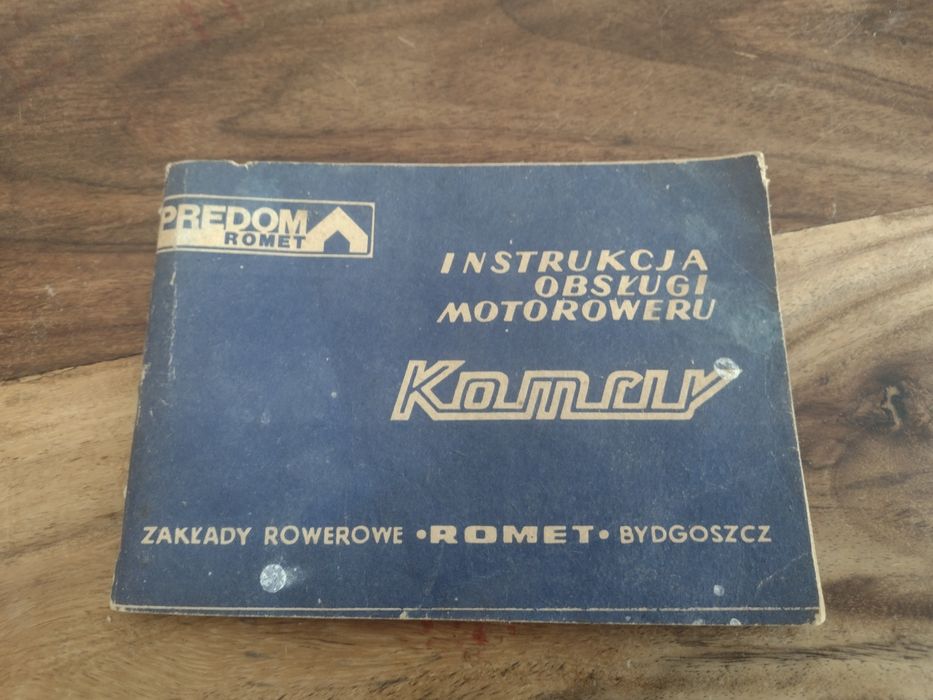 PREDOM
ROMET
INSTRUKCJA
OBSŁUGI
MOTOROWERU
Komar
ZAKŁADY ROWEROWE • ROMET • BYDGOSZCZ